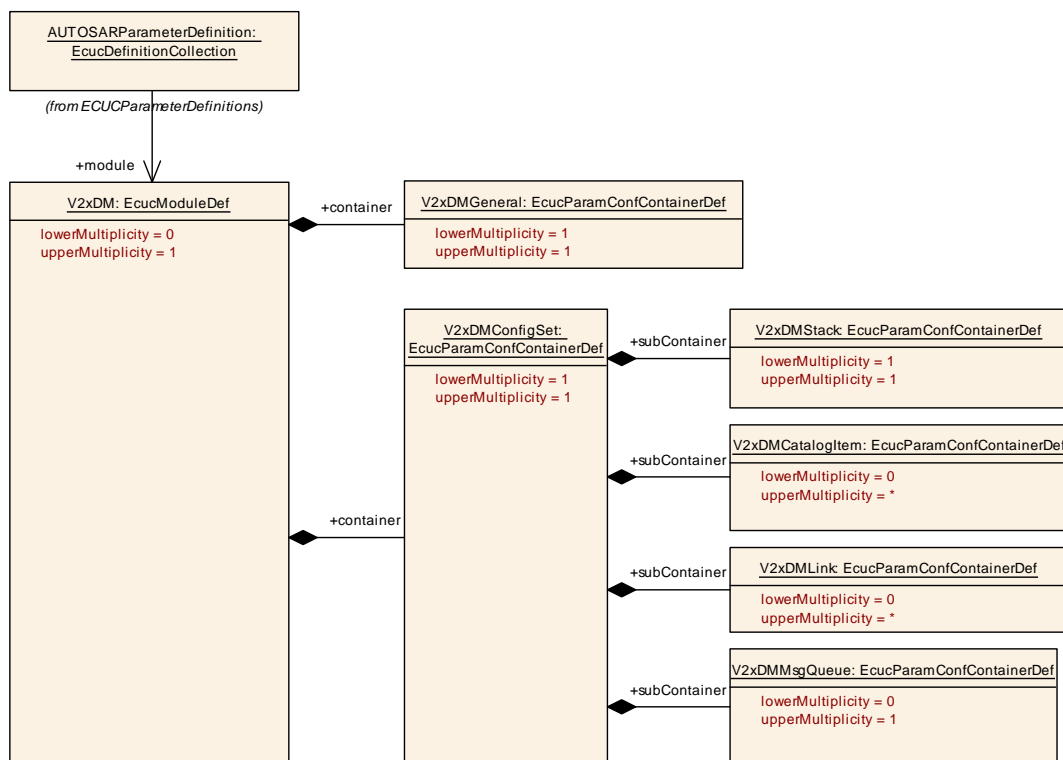 AUTOSARParameterDefinition:
EcucDefinitionCollection
(from ECUCParameterDefinitions)
+module
V2xDM: EcucModuleDef
lowerMultiplicity = 0
upperMultiplicity = 1
+container
V2xDMGeneral: EcucParamConfContainerDef
lowerMultiplicity = 1
upperMultiplicity = 1
+container
V2xDMConfigSet:
EcucParamConfContainerDef
lowerMultiplicity = 1
upperMultiplicity = 1
+subContainer
V2xDMStack: EcucParamConfContainerDef
lowerMultiplicity = 1
upperMultiplicity = 1
+subContainer
V2xDMCatalogItem: EcucParamConfContainerDef
lowerMultiplicity = 0
upperMultiplicity = *
+subContainer
V2xDMLink: EcucParamConfContainerDef
lowerMultiplicity = 0
upperMultiplicity = *
+subContainer
V2xDMMsgQueue: EcucParamConfContainerDef
lowerMultiplicity = 0
upperMultiplicity = 1